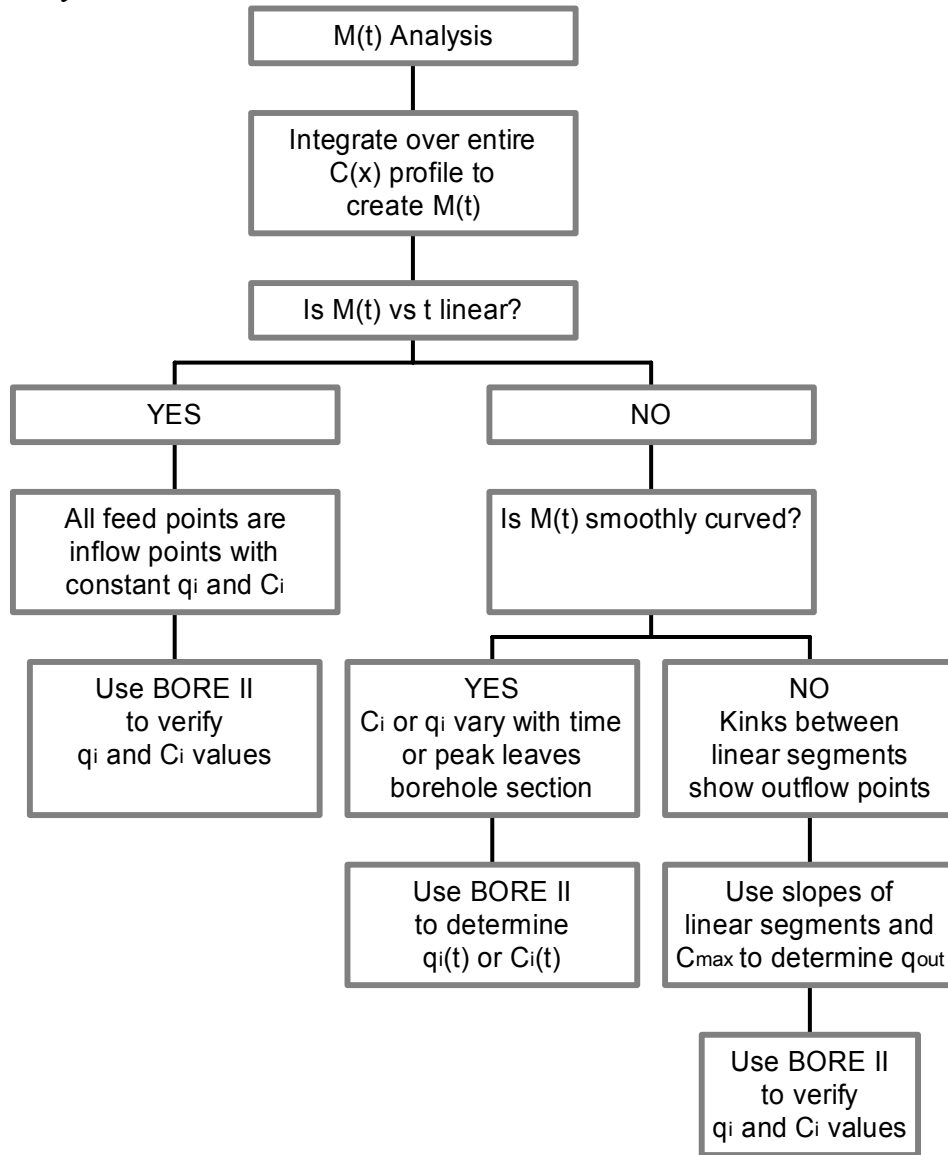 M(t) Analysis
Integrate over entire
C(x) profile to
create M(t)
Is M(t) vs t linear?
YES
NO
All feed points are
inflow points with
constant qi and Ci
Is M(t) smoothly curved?
Use BORE II
to verify
qi and Ci values
YES
Ci or qi vary with time
or peak leaves
borehole section
NO
Kinks between
linear segments
show outflow points
Use BORE II
to determine
qi(t) or Ci(t)
Use slopes of
linear segments and
Cmax to determine qout
Use BORE II
to verify
qi and Ci values